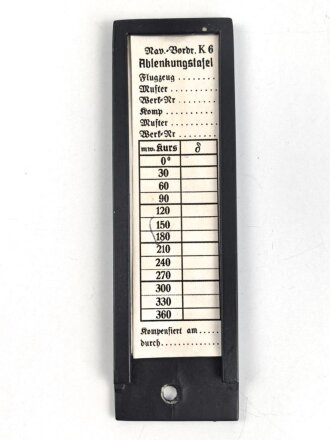 Nav.-Vordr. K 6
Ablenkungstafel
Flugzeug ........
Muster ........
Werk-Nr ........
Komp ........
Muster ........
Werk-Nr ........
mw. Kurs δ
0°
30
60
90
120
150
180
210
240
270
300
330
360
Kompensiert am .....
durch ..........